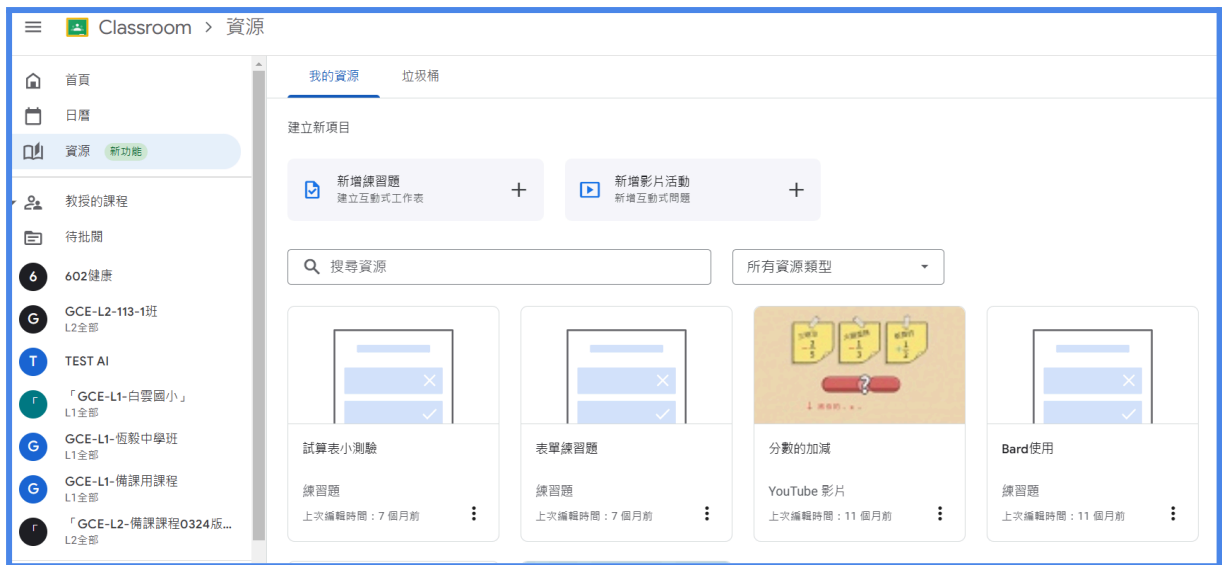 Classroom > 資源
首頁
日曆
資源 新功能
教授的課程
待批閱
6 602健康
G GCE-L2-113-1班
L2全部
T TEST AI
「 「GCE-L1-白雲國小」
L1全部
G GCE-L1-恆毅中學班
L1全部
G GCE-L1-備課用課程
L1全部
「 「GCE-L2-備課課程0324版...
L2全部
我的資源 垃圾桶
建立新項目
新增練習題
建立互動式工作表
新增影片活動
新增互動式問題
搜尋資源
所有資源類型
試算表小測驗
練習題
上次編輯時間：7 個月前
表單練習題
練習題
上次編輯時間：7 個月前
2
5
1
3
1
2
?
分數的加減
YouTube 影片
上次編輯時間：11 個月前
Bard使用
練習題
上次編輯時間：11 個月前